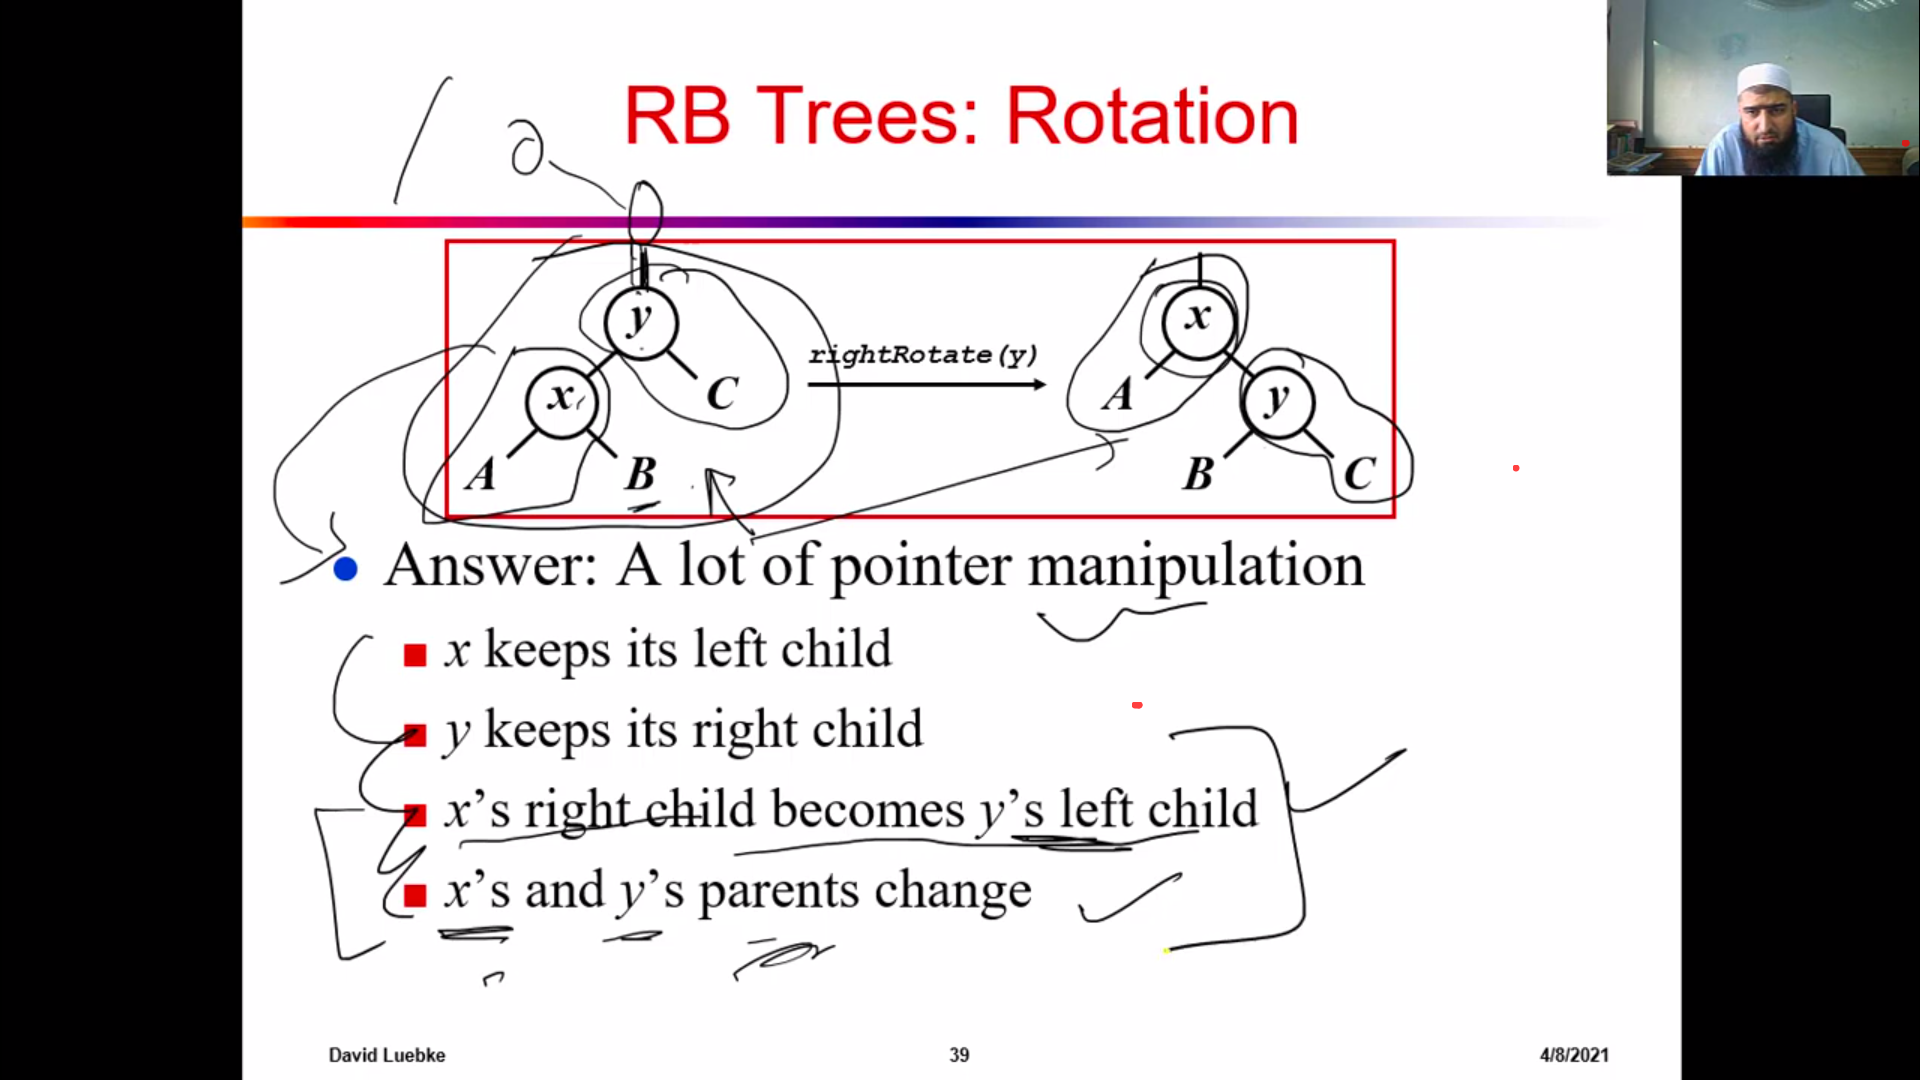 RB Trees: Rotation
y
x
C
A
B
rightRotate(y)
x
A
y
B
C
Answer: A lot of pointer manipulation
x keeps its left child
y keeps its right child
x's right child becomes y's left child
x's and y's parents change
David Luebke
39
4/8/2021